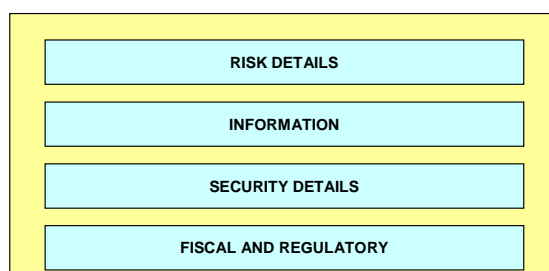 RISK DETAILS
INFORMATION
SECURITY DETAILS
FISCAL AND REGULATORY